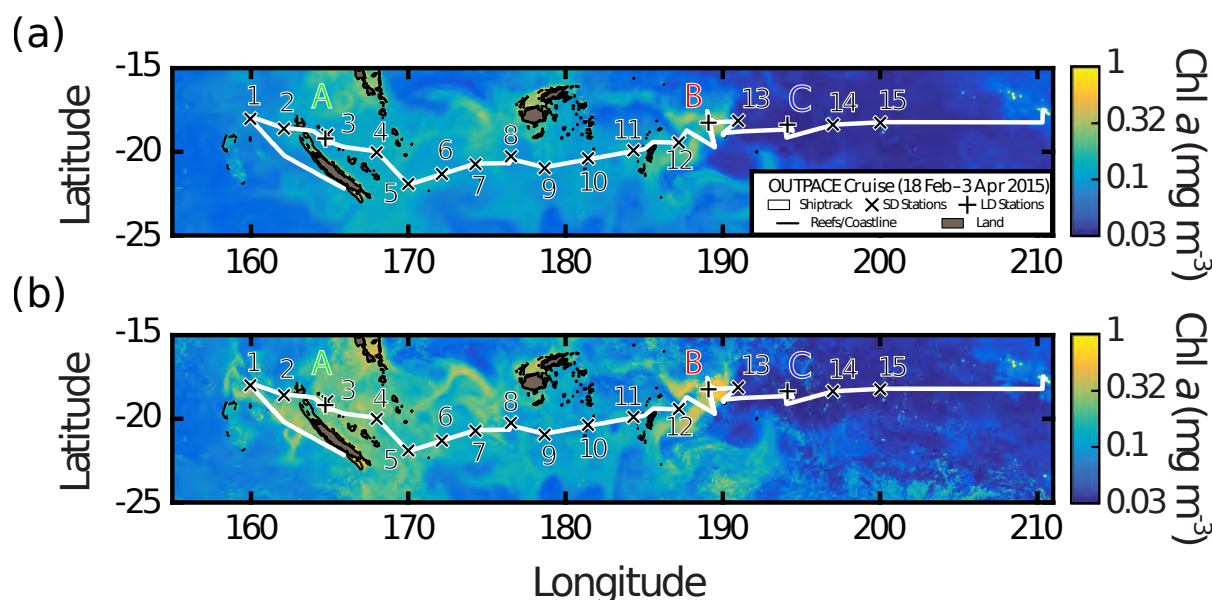 (a)
Latitude
-15
-20
-25
1 2 A 3 4 5 6 7 8 9 10 11 12 B 13 C 14 15
OUTPACE Cruise (18 Feb–3 Apr 2015)
Shiptrack × SD Stations + LD Stations
Reefs/Coastline Land
160 170 180 190 200 210
1
0.32
0.1
0.03
Chl a (mg m-3)
(b)
Latitude
-15
-20
-25
1 2 A 3 4 5 6 7 8 9 10 11 12 B 13 C 14 15
160 170 180 190 200 210
1
0.32
0.1
0.03
Chl a (mg m-3)
Longitude